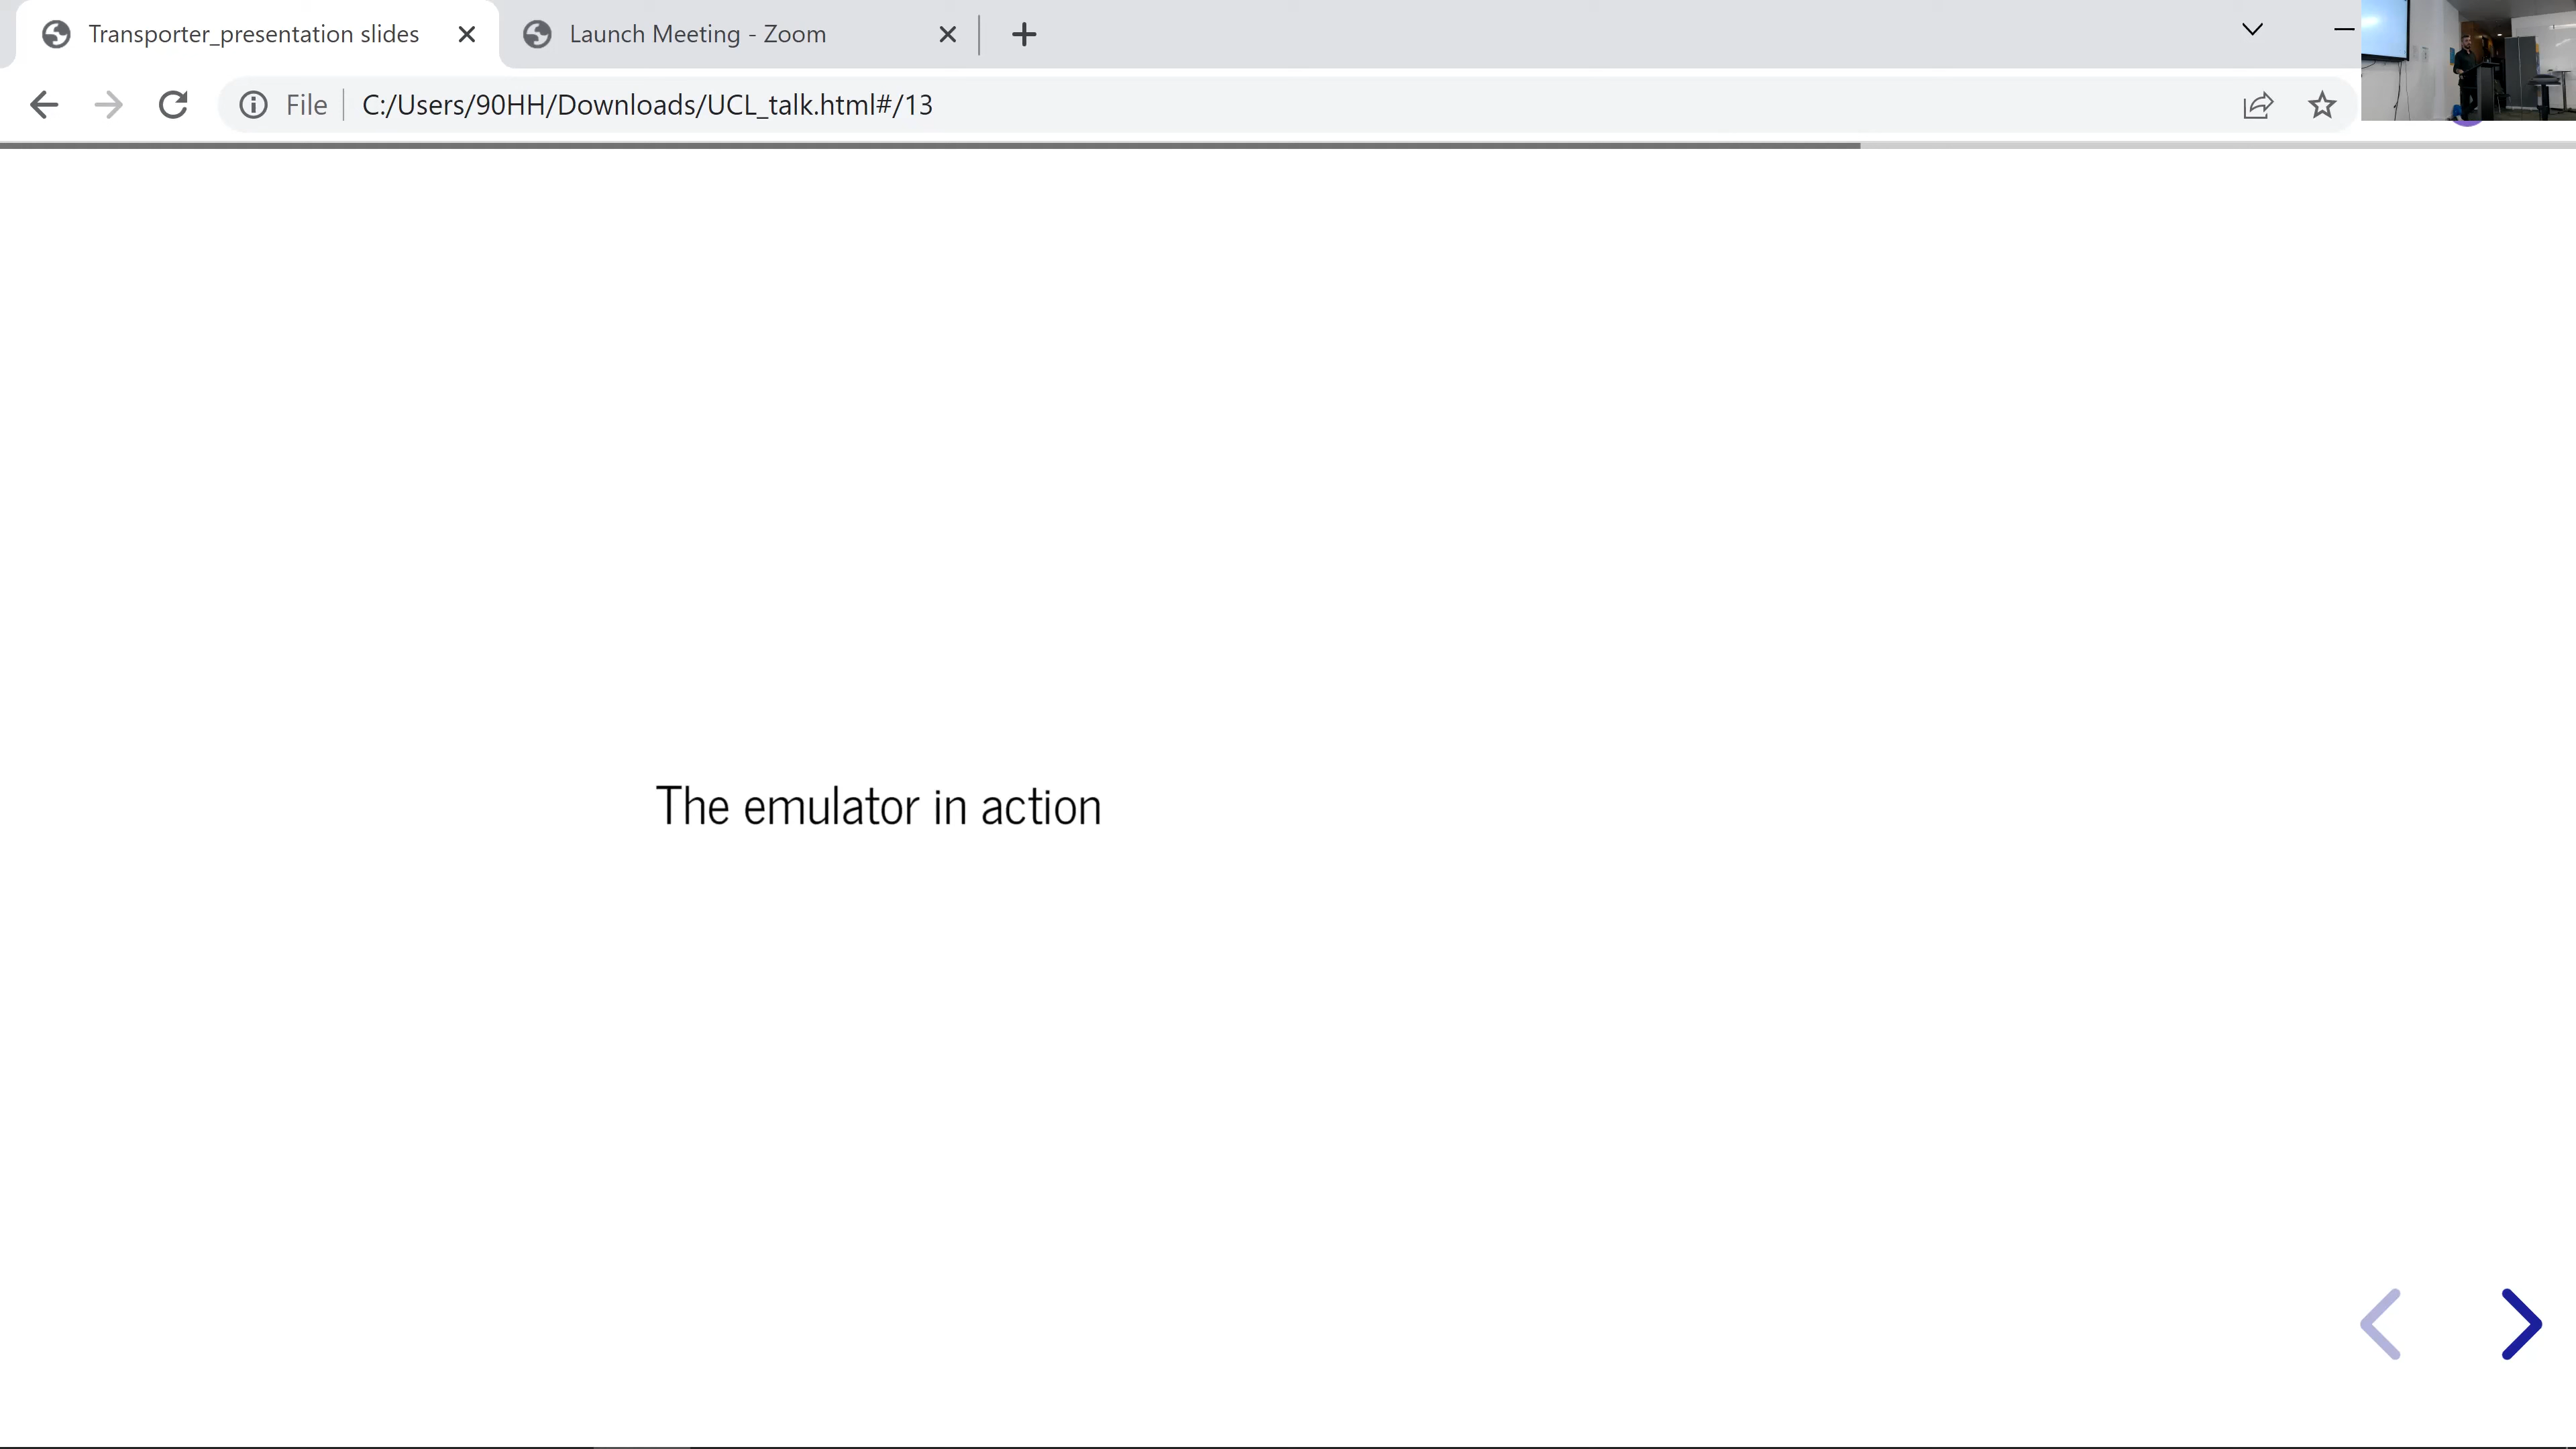 Transporter_presentation slides
Launch Meeting - Zoom
File
C:/Users/90HH/Downloads/UCL_talk.html#/13
The emulator in action